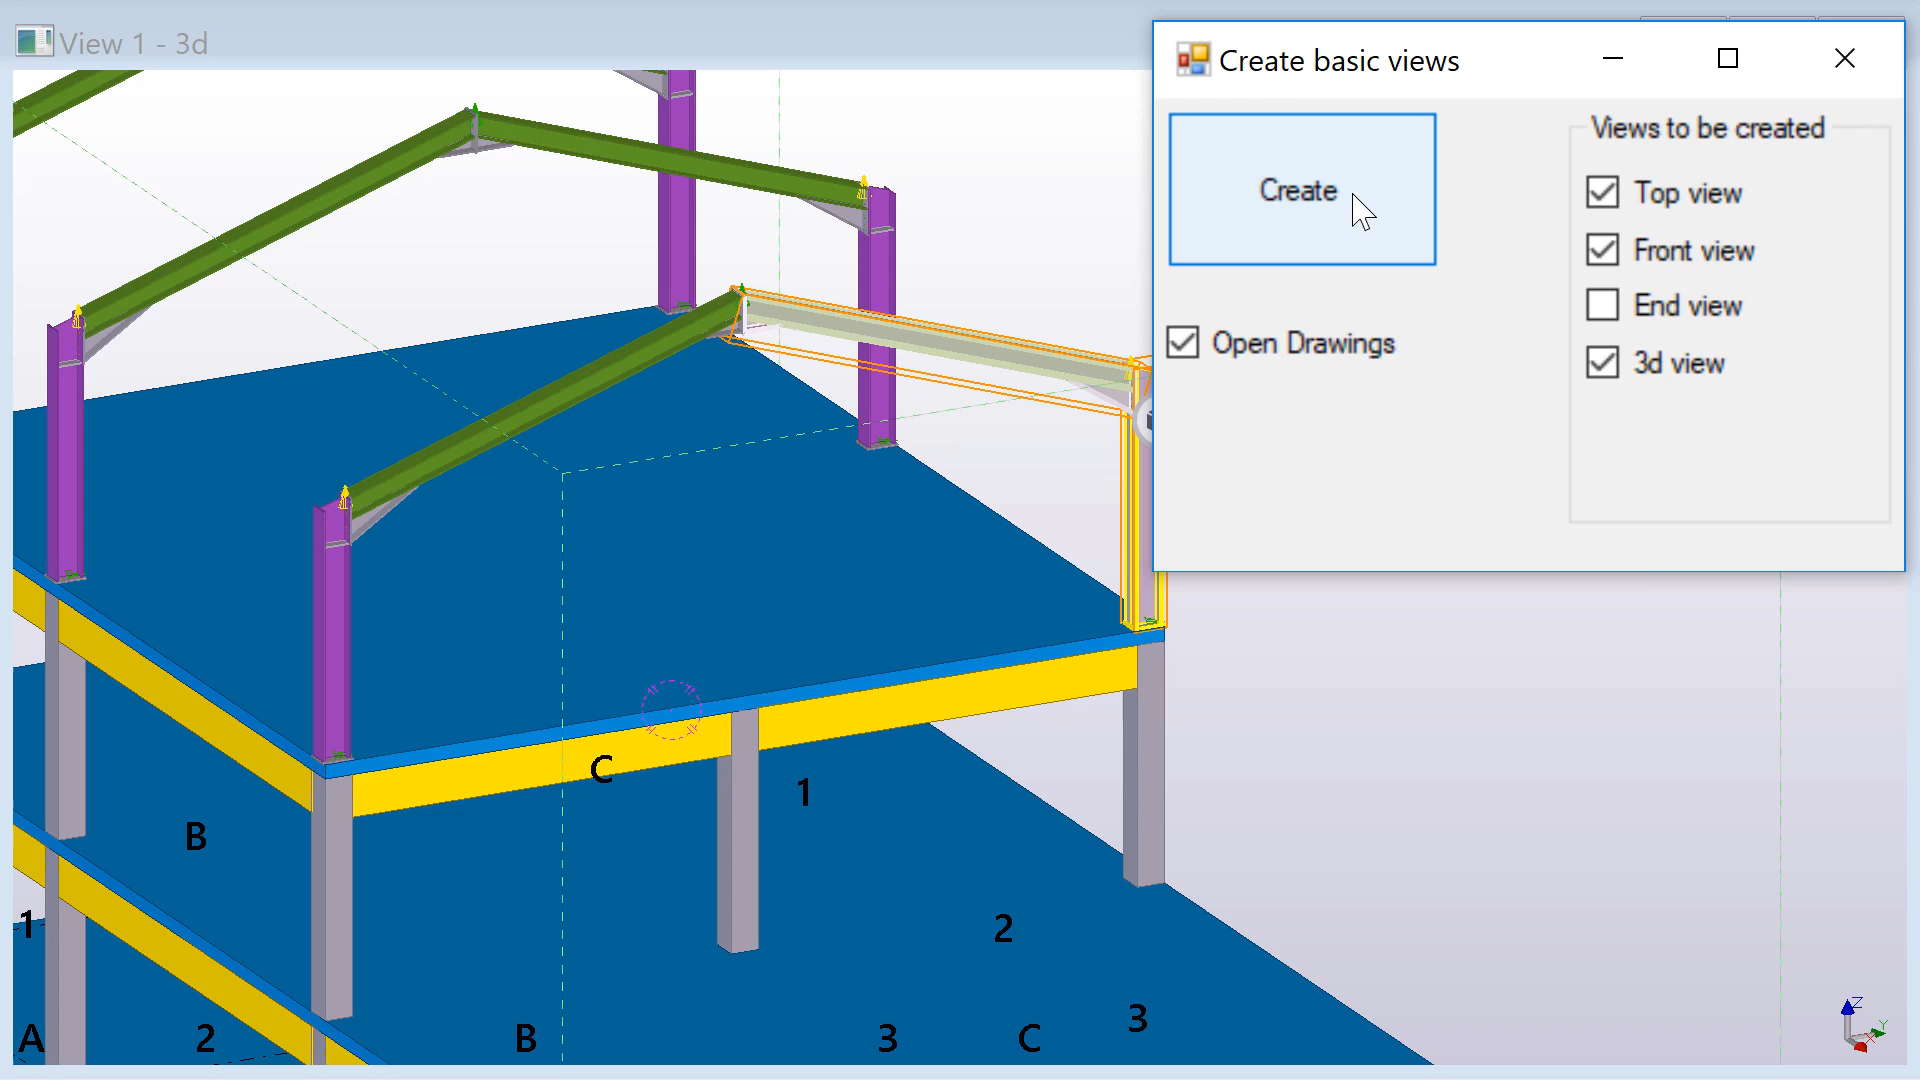 View 1 - 3d
Create basic views
Create
Open Drawings
Views to be created
Top view
Front view
End view
3d view
C
1
B
1
2
A
2
B
3
C
3
Z
Y
X